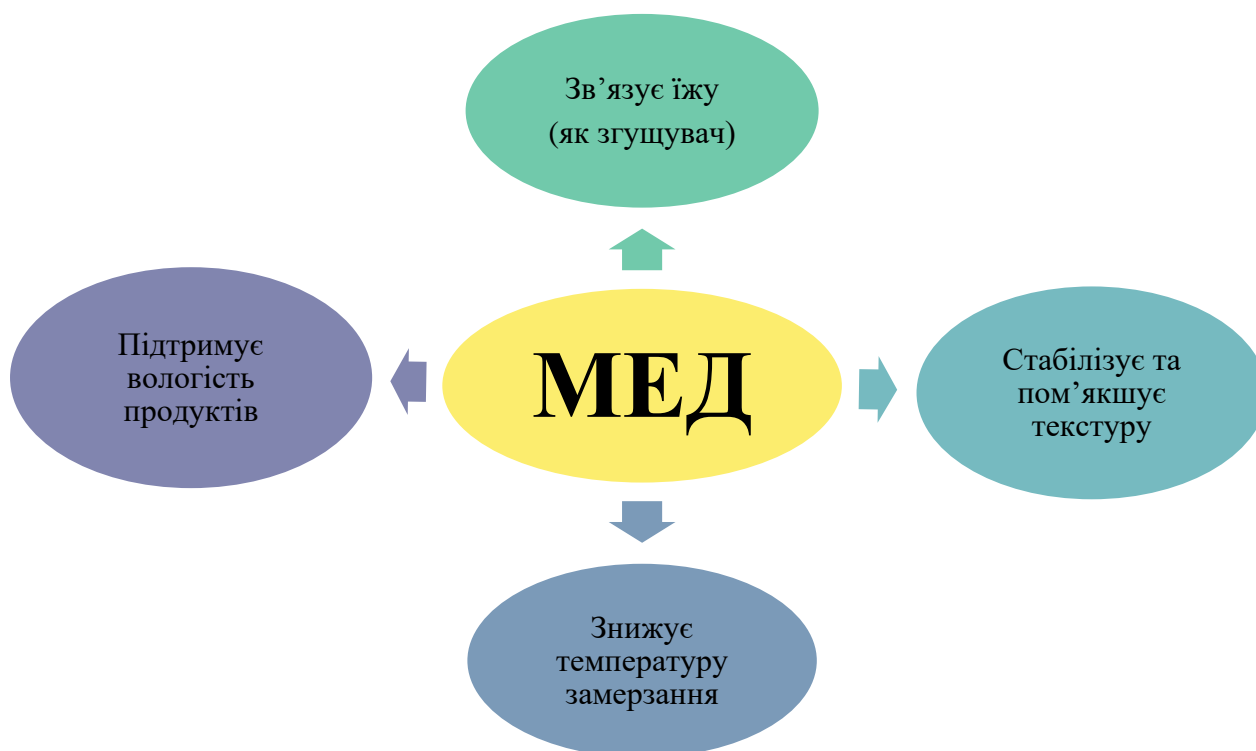 Зв’язує їжу
(як згущувач)
Підтримує
вологість
продуктів
МЕД
Стабілізує та
пом’якшує
текстуру
Знижує
температуру
замерзання